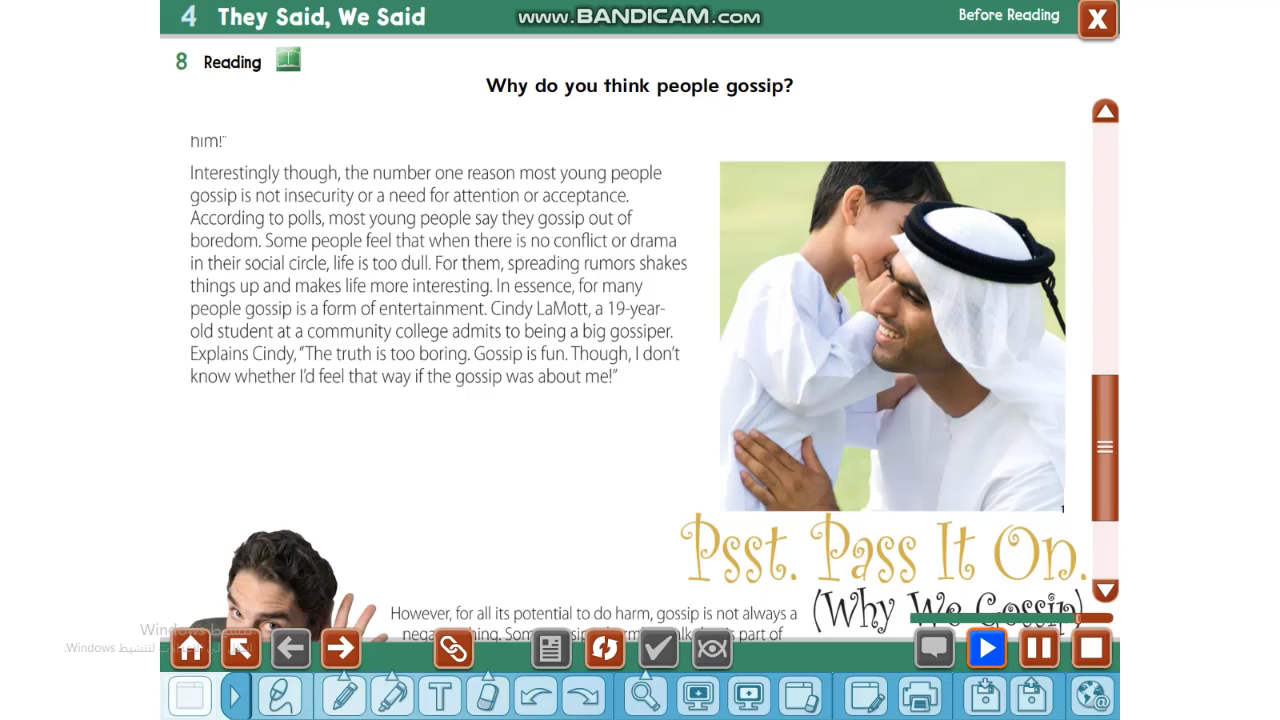 4 They Said, We Said
www.BANDICAM.com
Before Reading
X
8 Reading
Why do you think people gossip?
him!"
Interestingly though, the number one reason most young people
gossip is not insecurity or a need for attention or acceptance.
According to polls, most young people say they gossip out of
boredom. Some people feel that when there is no conflict or drama
in their social circle, life is too dull. For them, spreading rumors shakes
things up and makes life more interesting. In essence, for many
people gossip is a form of entertainment. Cindy LaMott, a 19-year-
old student at a community college admits to being a big gossiper.
Explains Cindy, “The truth is too boring. Gossip is fun. Though, I don’t
know whether I’d feel that way if the gossip was about me!”
1
Psst. Pass It On.
(Why We Gossip)
However, for all its potential to do harm, gossip is not always a
Windows
Windows.